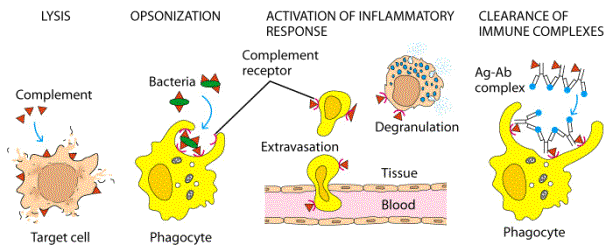 LYSIS
Complement
Target cell
OPSONIZATION
Bacteria
Phagocyte
ACTIVATION OF INFLAMMATORY
RESPONSE
Complement
receptor
Degranulation
Extravasation
Tissue
Blood
CLEARANCE OF
IMMUNE COMPLEXES
Ag-Ab
complex
Phagocyte